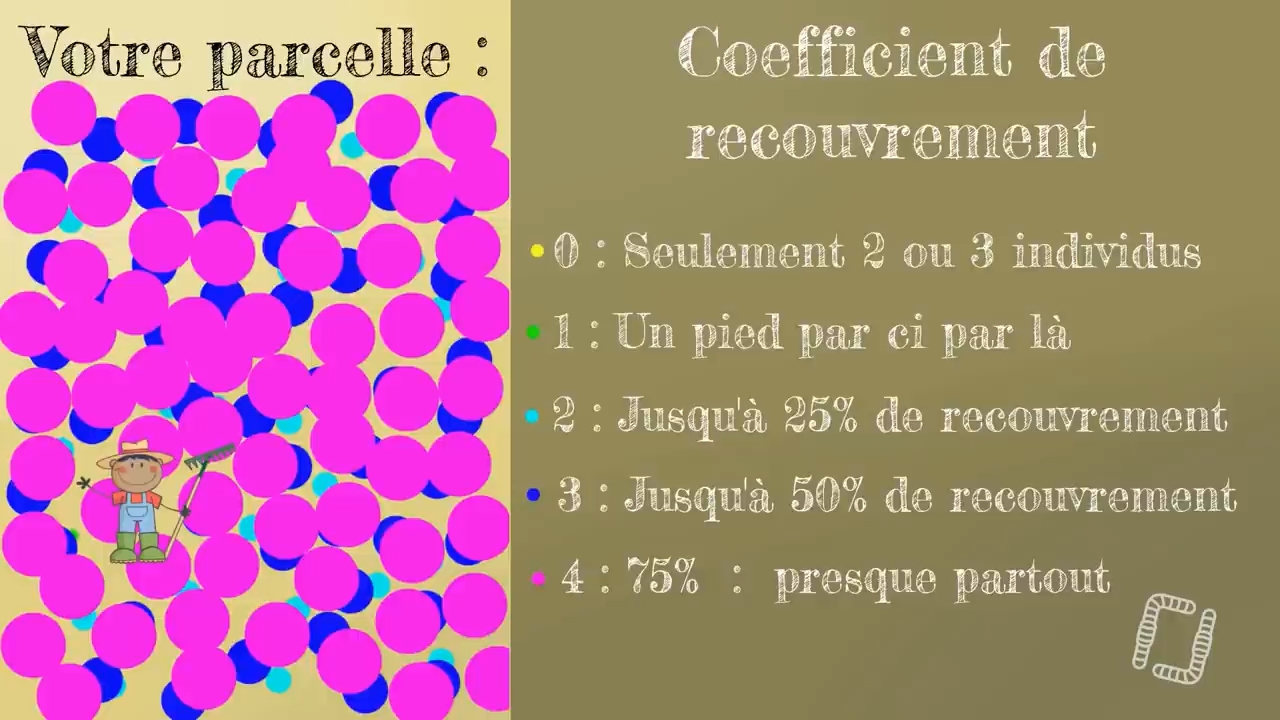 Votre parcelle :
Coefficient de
recouvrement
0 : Seulement 2 ou 3 individus
1 : Un pied par ci par là
2 : Jusqu'à 25% de recouvrement
3 : Jusqu'à 50% de recouvrement
4 : 75% : presque partout